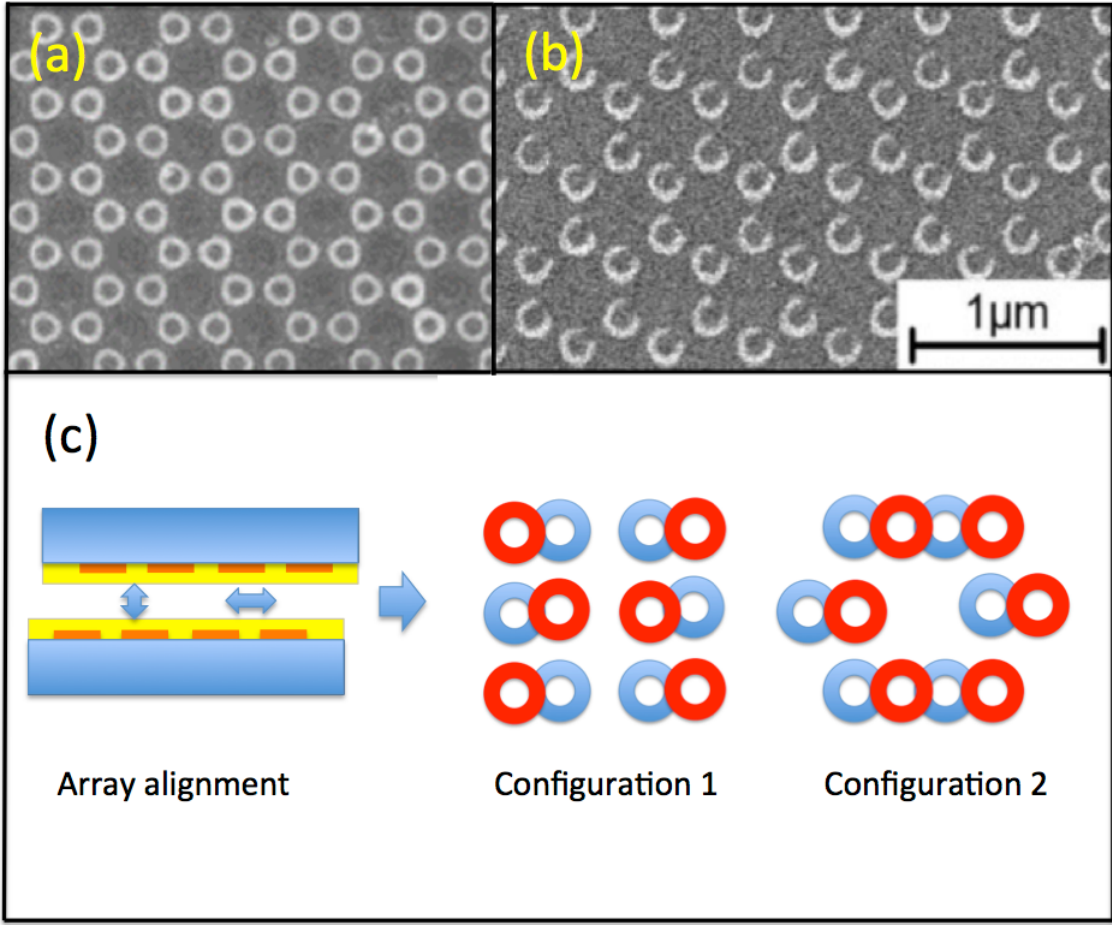 (a)
(b)
1μm
(c)
Array alignment
Configuration 1
Configuration 2